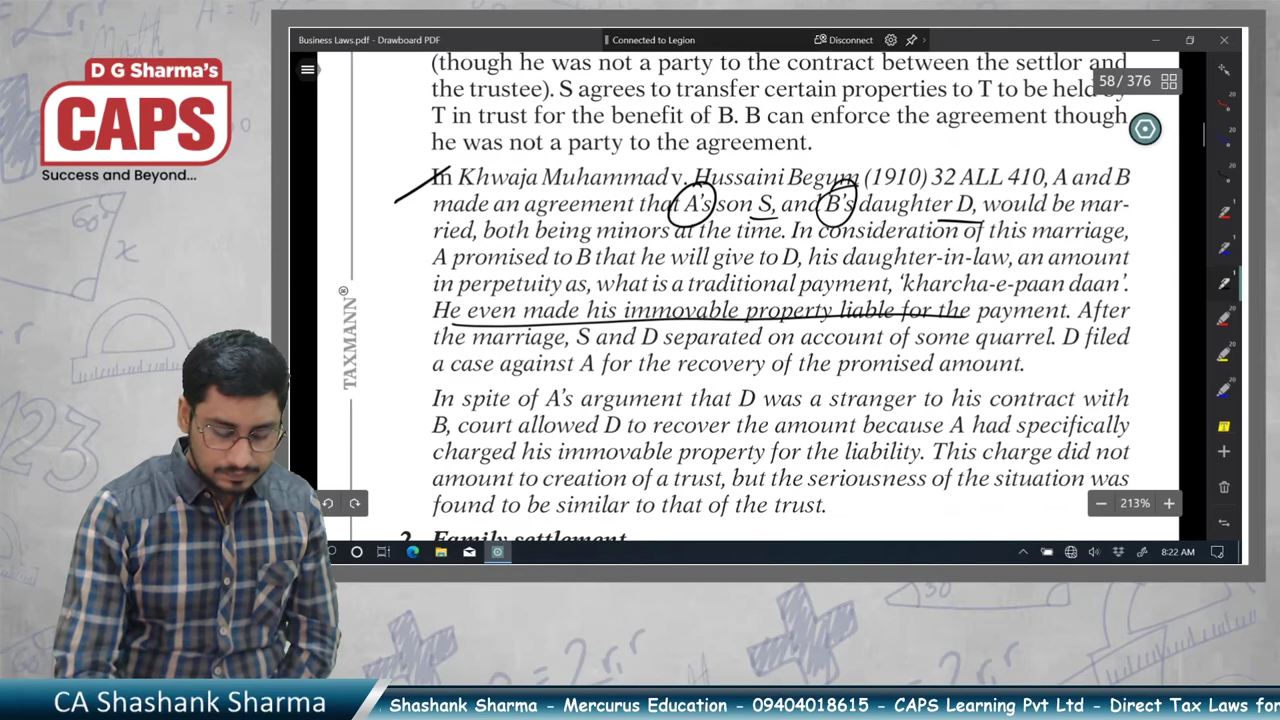 D G Sharma's
CAPS
Success and Beyond...
Business Laws.pdf - Drawboard PDF
Connected to Legion
Disconnect
58 / 376
(though he was not a party to the contract between the settlor and
the trustee). S agrees to transfer certain properties to T to be held by
T in trust for the benefit of B. B can enforce the agreement though
he was not a party to the agreement.
In Khwaja Muhammad v. Hussaini Begum (1910) 32 ALL 410, A and B
made an agreement that A's son S, and B's daughter D, would be mar-
ried, both being minors at the time. In consideration of this marriage,
A promised to B that he will give to D, his daughter-in-law, an amount
in perpetuity as, what is a traditional payment, 'kharcha-e-paan daan'.
He even made his immovable property liable for the payment. After
the marriage, S and D separated on account of some quarrel. D filed
a case against A for the recovery of the promised amount.
In spite of A's argument that D was a stranger to his contract with
B, court allowed D to recover the amount because A had specifically
charged his immovable property for the liability. This charge did not
amount to creation of a trust, but the seriousness of the situation was
found to be similar to that of the trust.
2. Family settlement
TAXMANN®
213%
8:22 AM
CA Shashank Sharma
Shashank Sharma - Mercurus Education - 09404018615 - CAPS Learning Pvt Ltd - Direct Tax Laws for